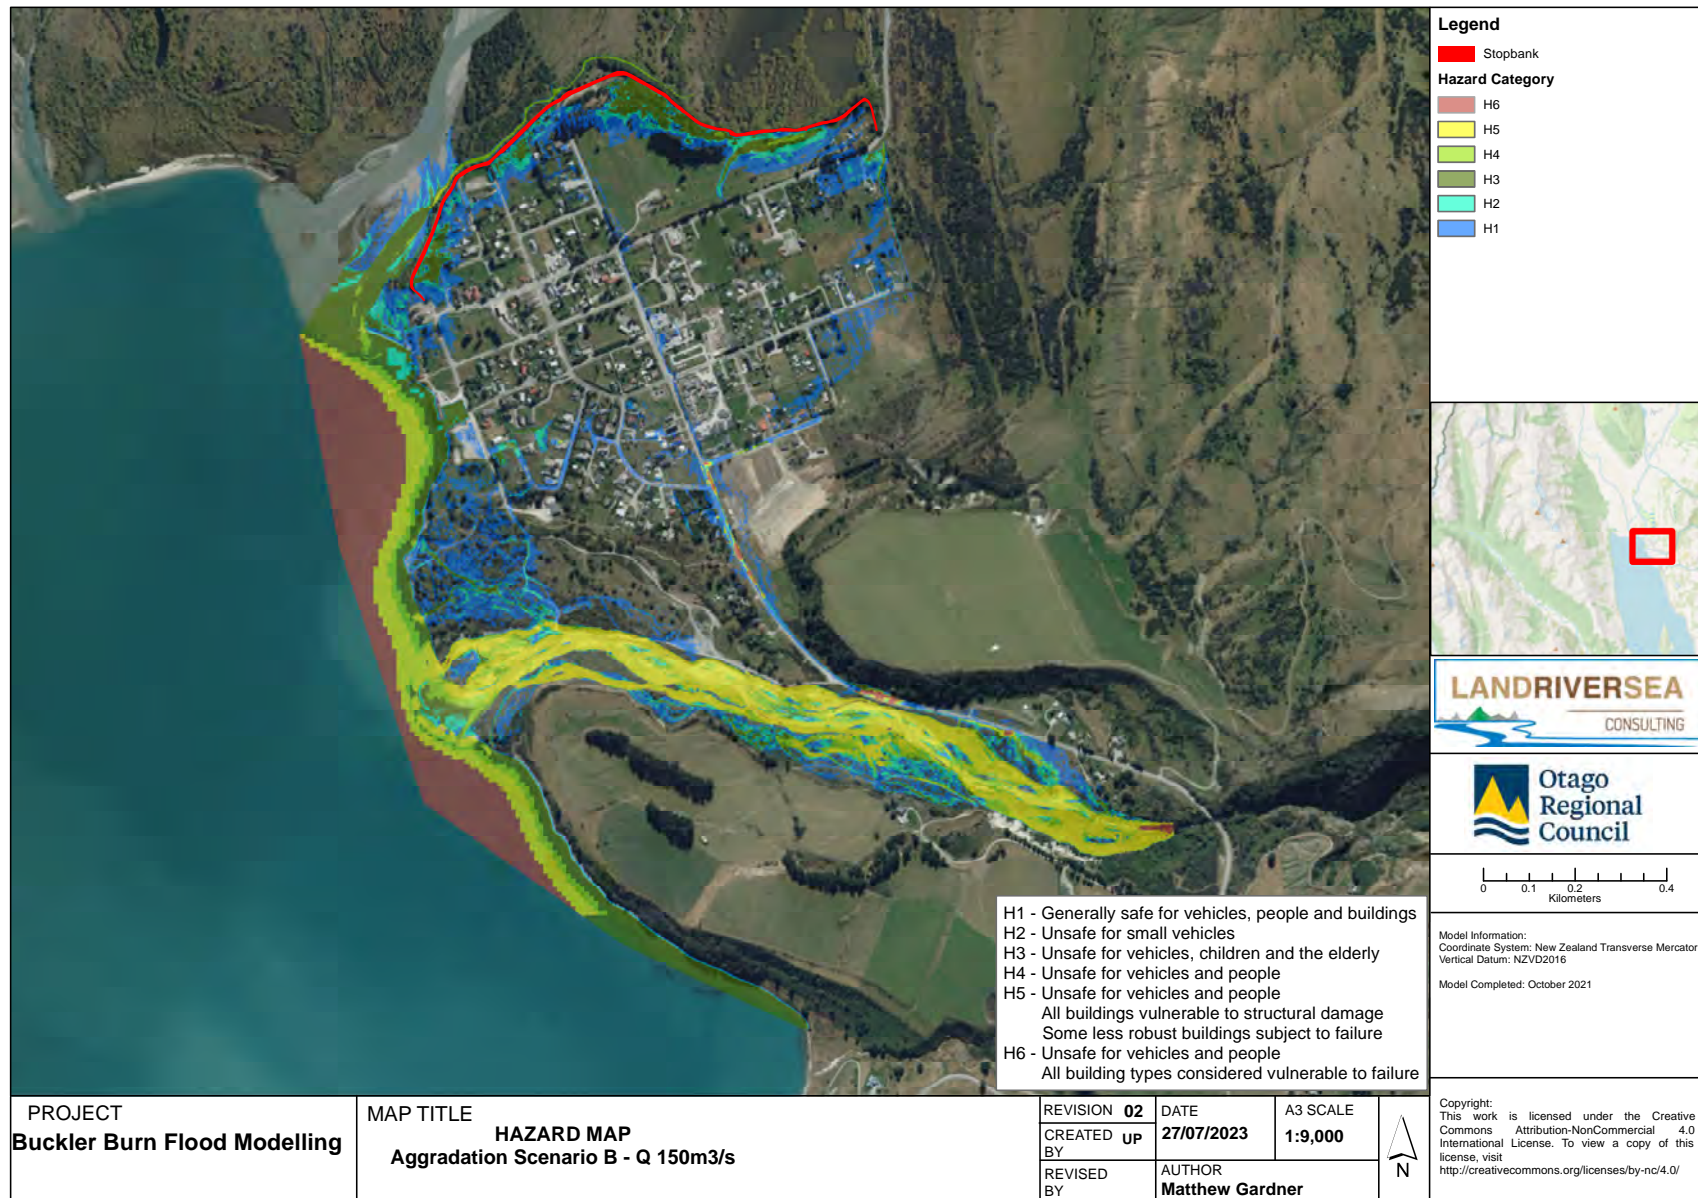 Legend
Stopbank
Hazard Category
H6
H5
H4
H3
H2
H1
LANDRIVERSEA
CONSULTING
Otago
Regional
Council
0 0.1 0.2 0.4
Kilometers
Model Information:
Coordinate System: New Zealand Transverse Mercator
Vertical Datum: NZVD2016
Model Completed: October 2021
Copyright:
This work is licensed under the Creative
Commons Attribution-NonCommercial 4.0
International License. To view a copy of this
license, visit
http://creativecommons.org/licenses/by-nc/4.0/
H1 - Generally safe for vehicles, people and buildings
H2 - Unsafe for small vehicles
H3 - Unsafe for vehicles, children and the elderly
H4 - Unsafe for vehicles and people
H5 - Unsafe for vehicles and people
All buildings vulnerable to structural damage
Some less robust buildings subject to failure
H6 - Unsafe for vehicles and people
All building types considered vulnerable to failure
PROJECT
Buckler Burn Flood Modelling
MAP TITLE
HAZARD MAP
Aggradation Scenario B - Q 150m3/s
REVISION 02
CREATED BY UP
REVISED BY
DATE
27/07/2023
A3 SCALE
1:9,000
AUTHOR
Matthew Gardner
N